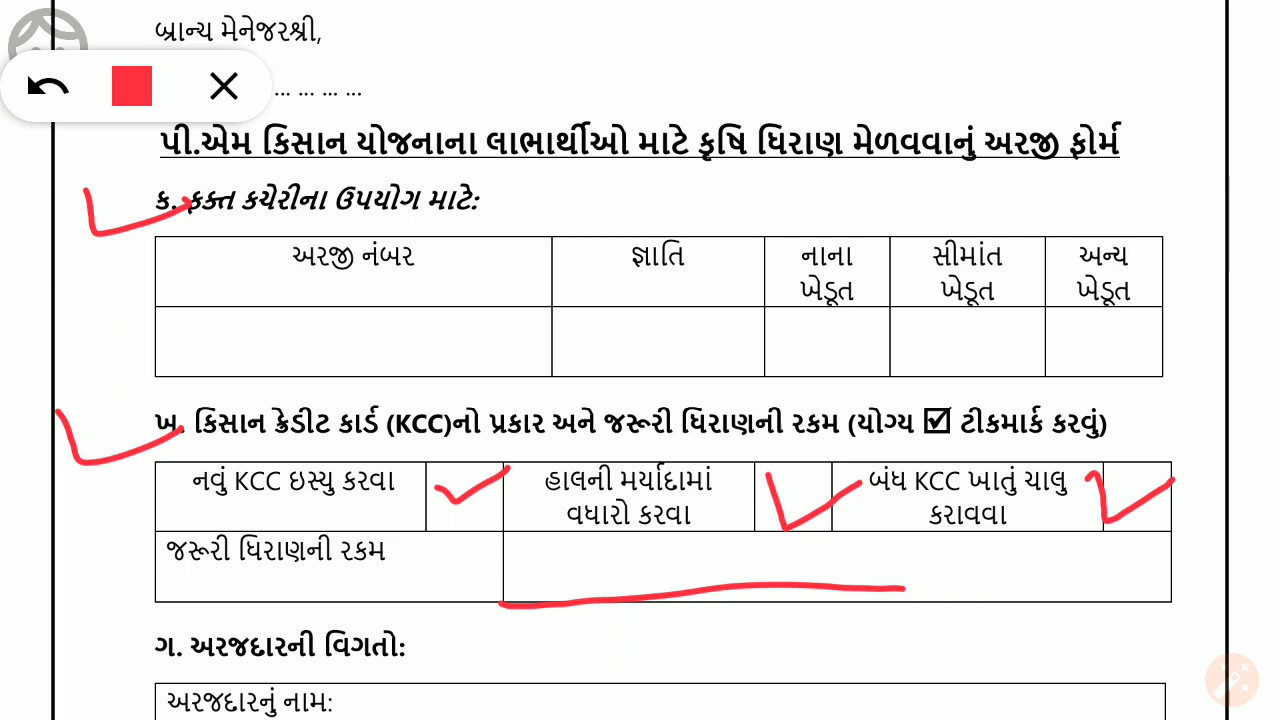 બ્રાન્ચ મેનેજરશ્રી,
... ... ... ...
પી.એમ કિસાન યોજનાના લાભાર્થીઓ માટે કૃષિ ધિરાણ મેળવવાનું અરજી ફોર્મ
ક. ફક્ત કચેરીના ઉપયોગ માટે:
અરજી નંબર જ્ઞાતિ નાના ખેડૂત સીમાંત ખેડૂત અન્ય ખેડૂત
ખ. કિસાન ક્રેડીટ કાર્ડ (KCC)નો પ્રકાર અને જરૂરી ધિરાણની રકમ (યોગ્ય ☑ ટીકમાર્ક કરવું)
નવું KCC ઇસ્યુ કરવા હાલની મર્યાદામાં વધારો કરવા બંધ KCC ખાતું ચાલુ કરાવવા
જરૂરી ધિરાણની રકમ
ગ. અરજદારની વિગતો:
અરજદારનું નામ: